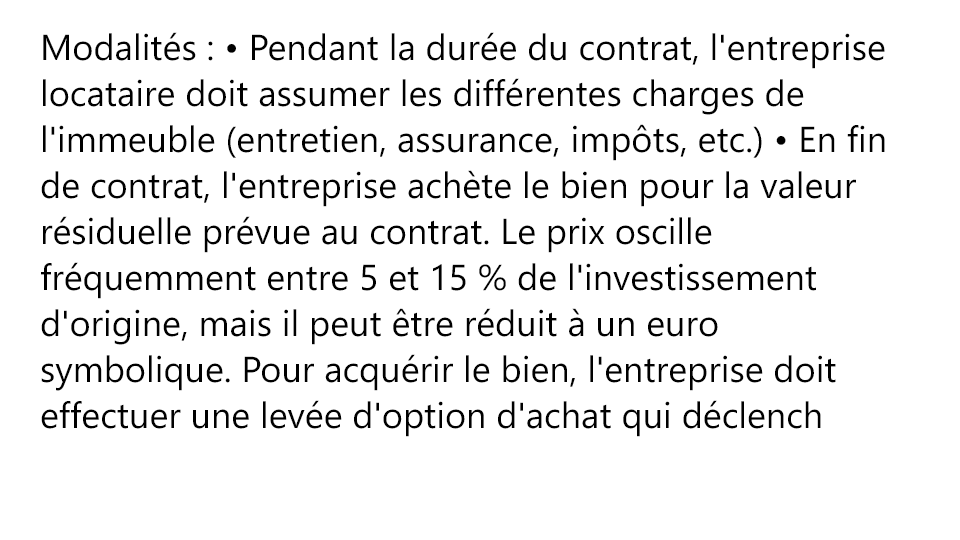 Modalités : • Pendant la durée du contrat, l'entreprise
locataire doit assumer les différentes charges de
l'immeuble (entretien, assurance, impôts, etc.) • En fin
de contrat, l'entreprise achète le bien pour la valeur
résiduelle prévue au contrat. Le prix oscille
fréquemment entre 5 et 15 % de l'investissement
d'origine, mais il peut être réduit à un euro
symbolique. Pour acquérir le bien, l'entreprise doit
effectuer une levée d'option d'achat qui déclench